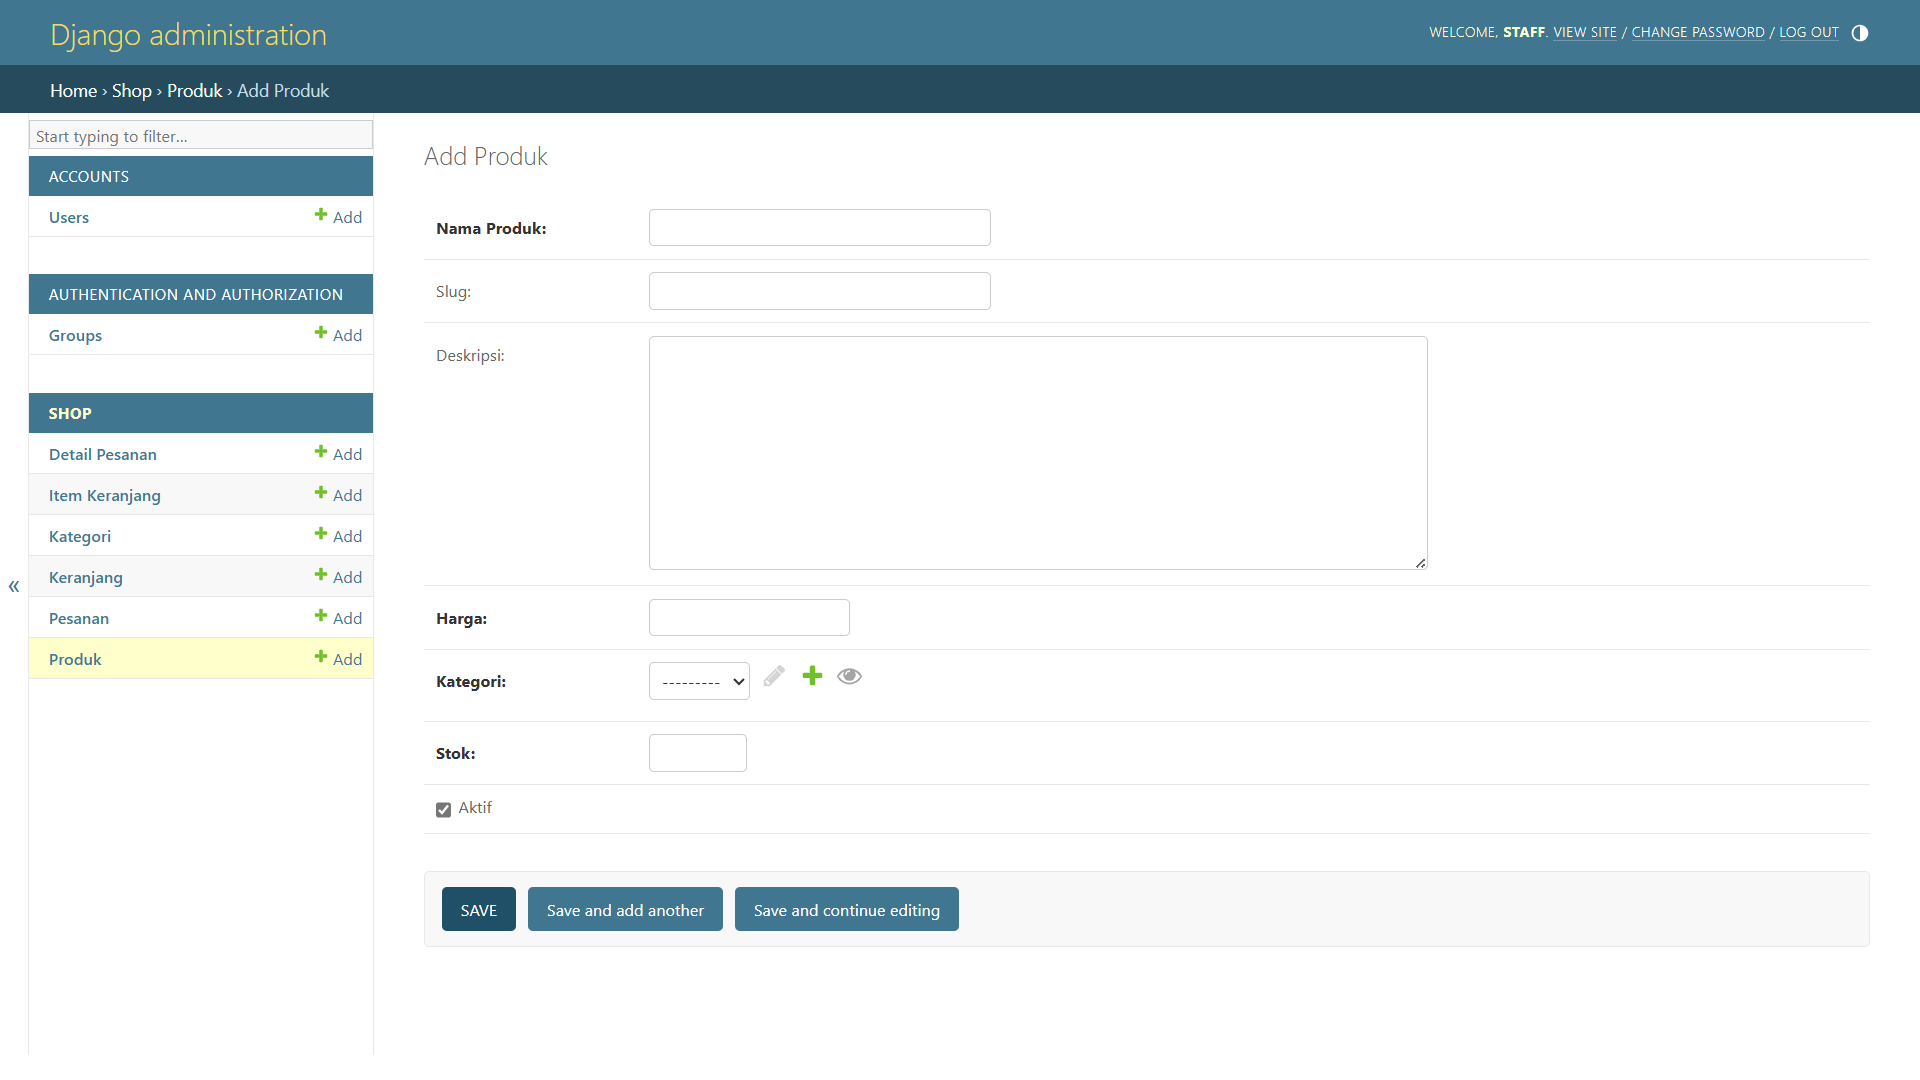 Django administration
WELCOME, STAFF. VIEW SITE / CHANGE PASSWORD / LOG OUT
Home › Shop › Produk › Add Produk
Start typing to filter...
ACCOUNTS
Users Add
AUTHENTICATION AND AUTHORIZATION
Groups Add
SHOP
Detail Pesanan Add
Item Keranjang Add
Kategori Add
Keranjang Add
Pesanan Add
Produk Add
«
Add Produk
Nama Produk:
Slug:
Deskripsi:
Harga:
Kategori: ---------
Stok:
Aktif
SAVE Save and add another Save and continue editing